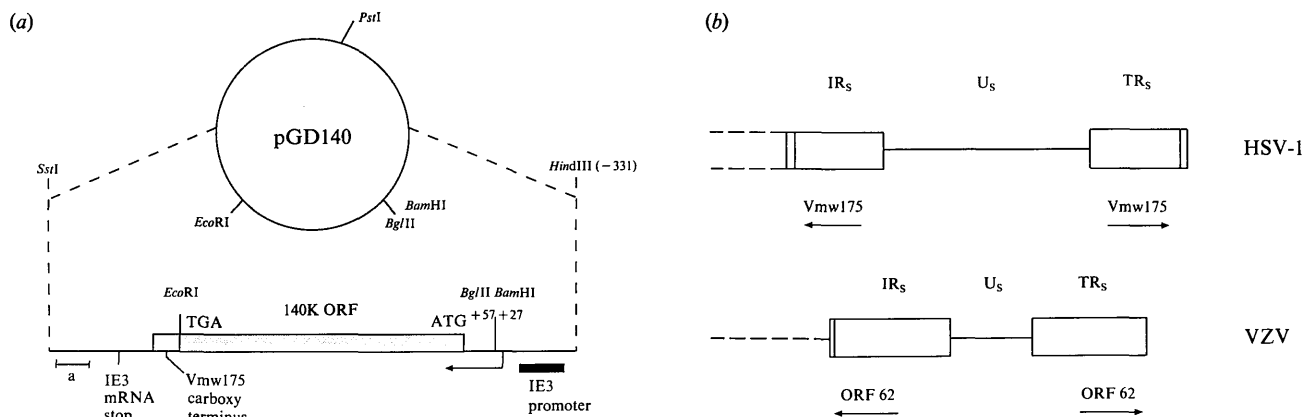 (a)
PstI
pGD140
SstI
HindIII (−331)
EcoRI
BamHI
BglII
EcoRI
140K ORF
BglII BamHI
TGA
ATG
+57 +27
a
IE3
mRNA
stop
Vmw175
carboxy
terminus
IE3
promoter
(b)
IRS
US
TRS
HSV-1
Vmw175
Vmw175
IRS
US
TRS
VZV
ORF 62
ORF 62